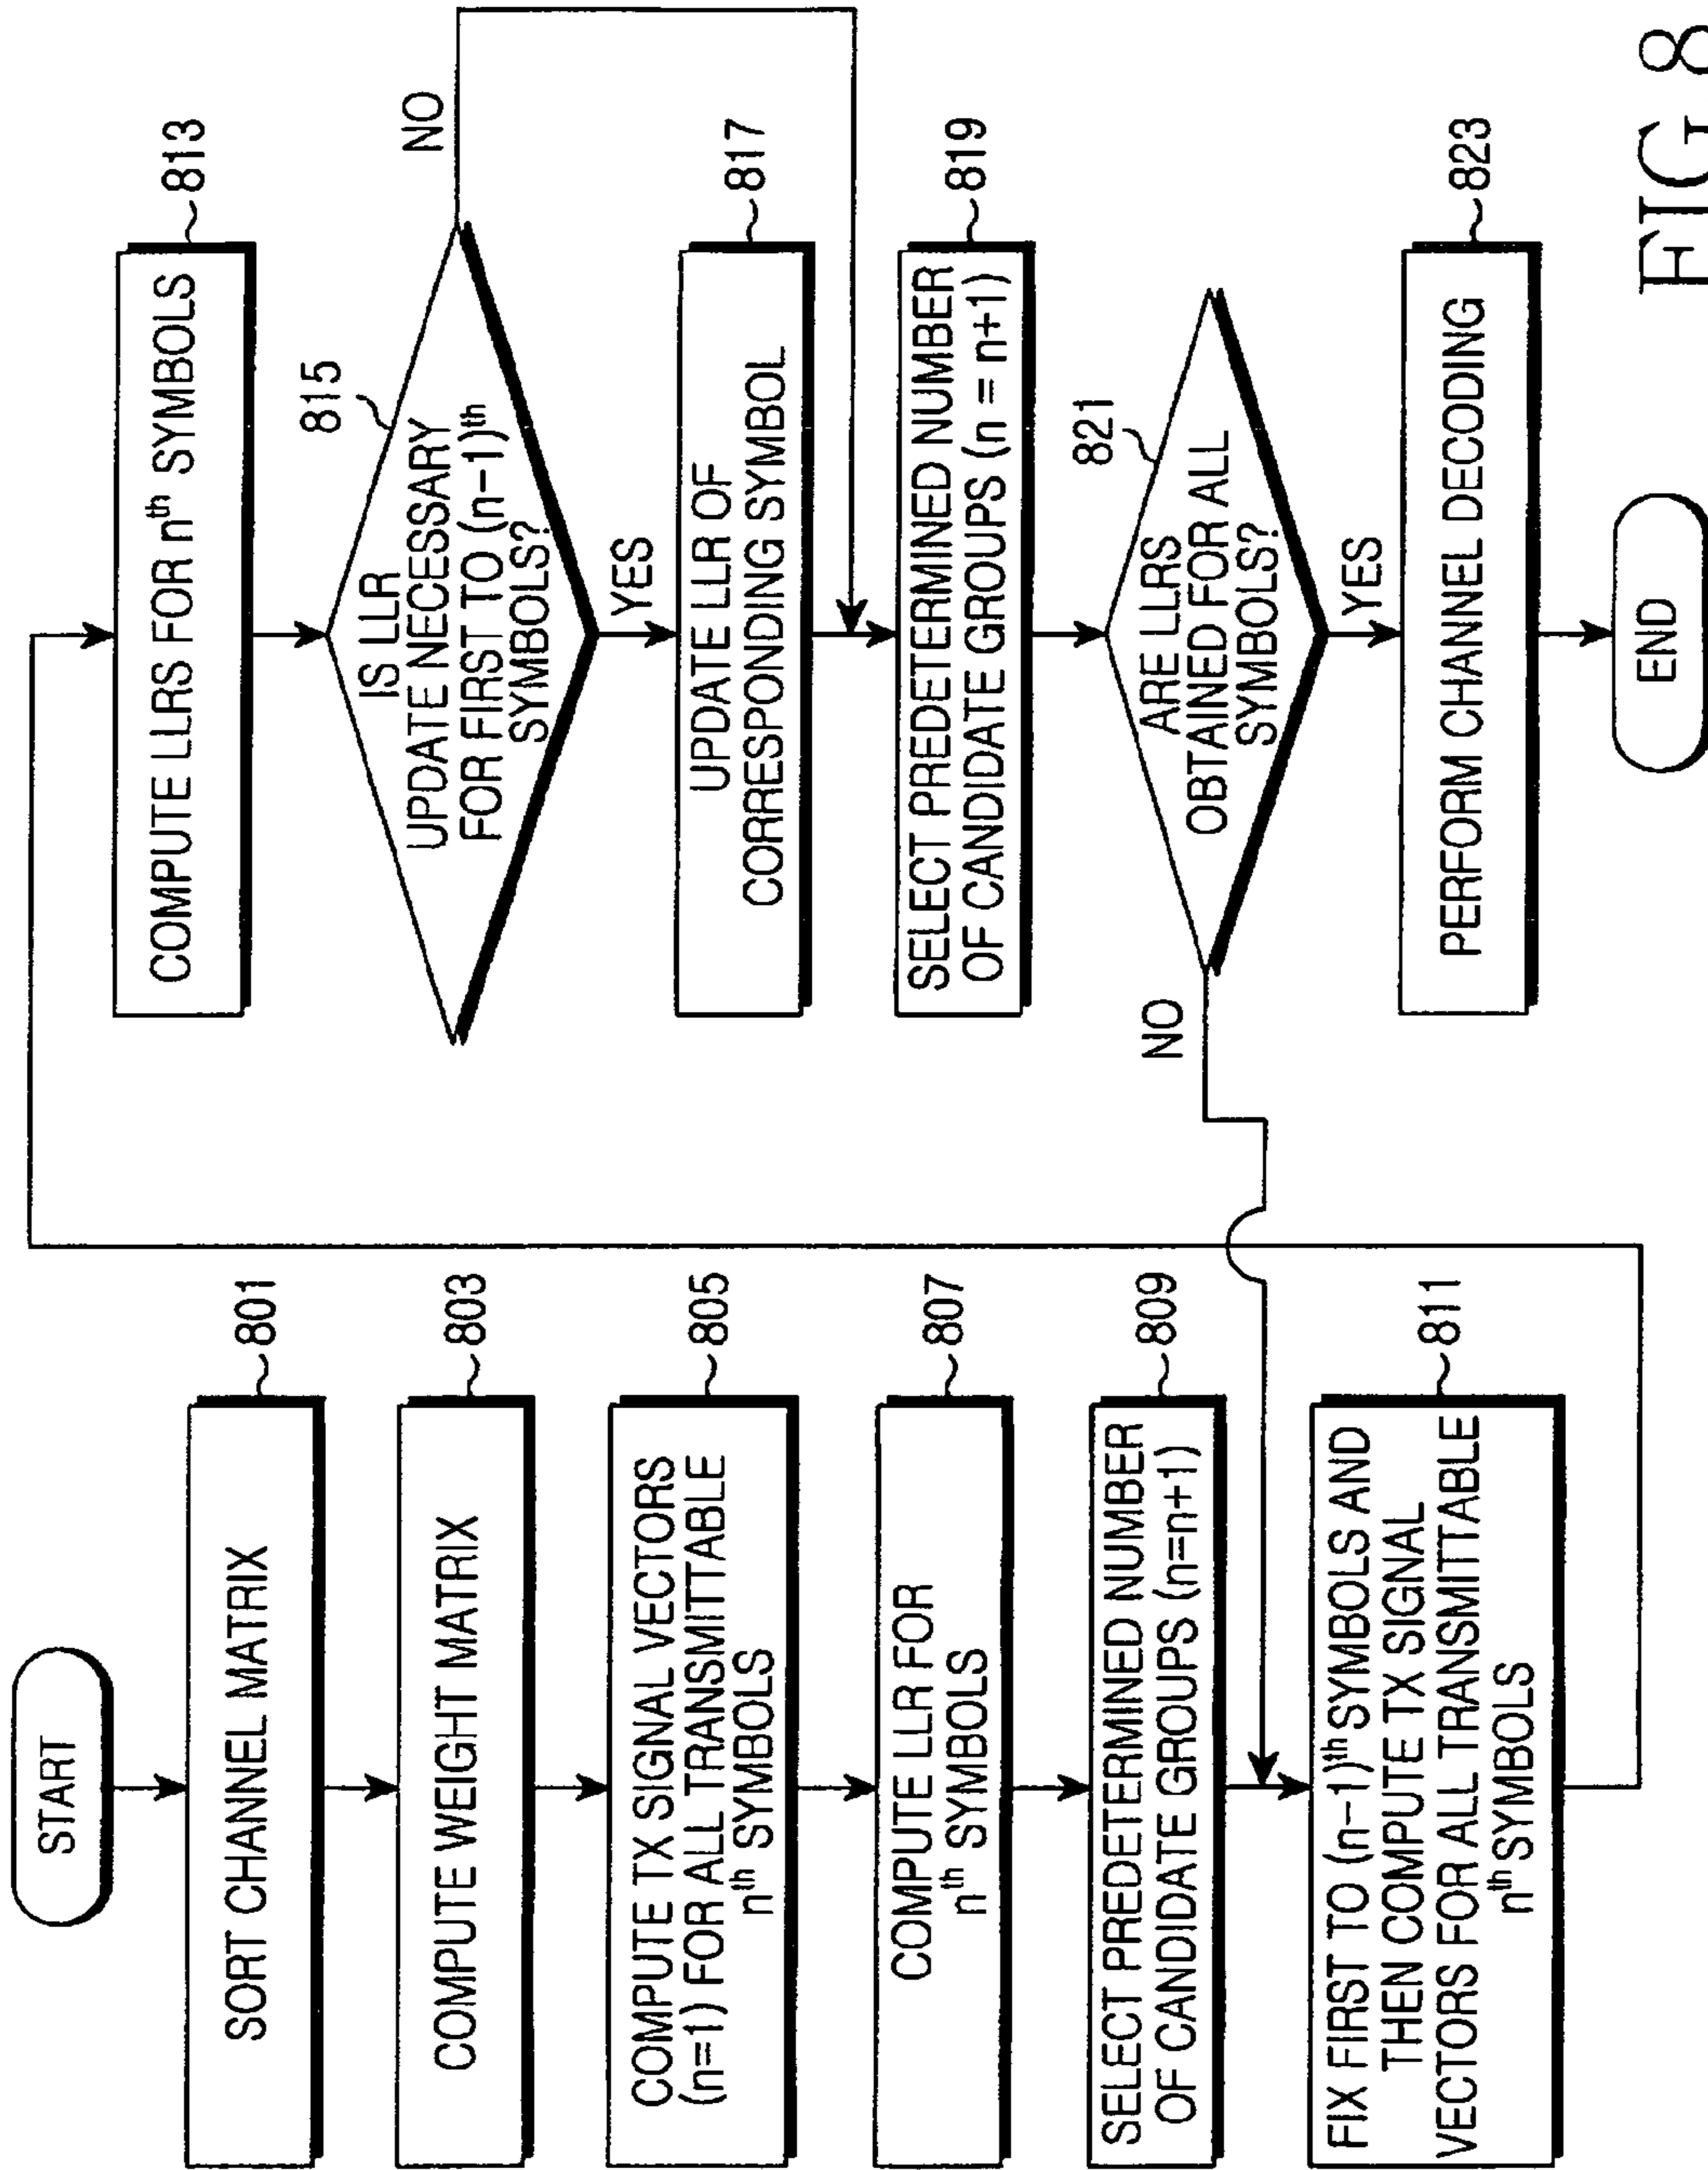 START
SORT CHANNEL MATRIX
801
COMPUTE WEIGHT MATRIX
803
COMPUTE TX SIGNAL VECTORS
(n=1) FOR ALL TRANSMITTABLE
nth SYMBOLS
805
COMPUTE LLR FOR
nth SYMBOLS
807
SELECT PREDETERMINED NUMBER
OF CANDIDATE GROUPS (n=n+1)
809
FIX FIRST TO (n-1)th SYMBOLS AND
THEN COMPUTE TX SIGNAL
VECTORS FOR ALL TRANSMITTABLE
nth SYMBOLS
811
COMPUTE LLRS FOR nth SYMBOLS
813
IS LLR
UPDATE NECESSARY
FOR FIRST TO (n-1)th
SYMBOLS?
815
NO
YES
UPDATE LLR OF
CORRESPONDING SYMBOL
817
SELECT PREDETERMINED NUMBER
OF CANDIDATE GROUPS (n = n+1)
819
ARE LLRS
OBTAINED FOR ALL
SYMBOLS?
821
NO
YES
PERFORM CHANNEL DECODING
823
END
FIG 8